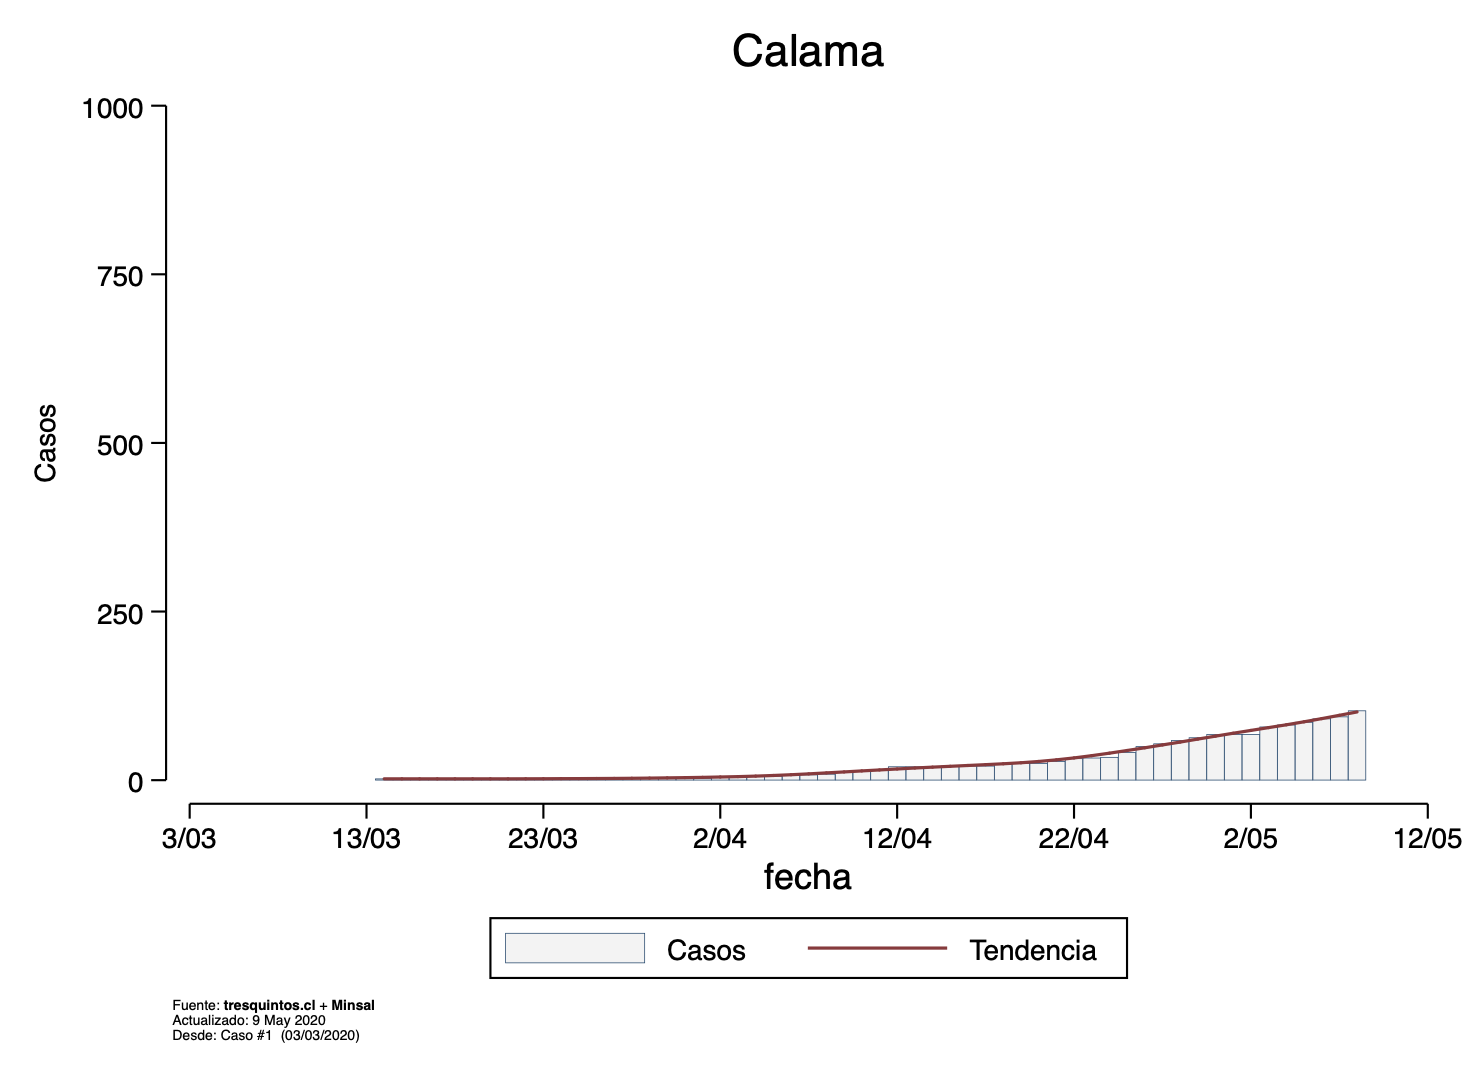 Calama
1000
750
500
250
0
Casos
3/03 13/03 23/03 2/04 12/04 22/04 2/05 12/05
fecha
Casos Tendencia
Fuente: tresquintos.cl + Minsal
Actualizado: 9 May 2020
Desde: Caso #1 (03/03/2020)